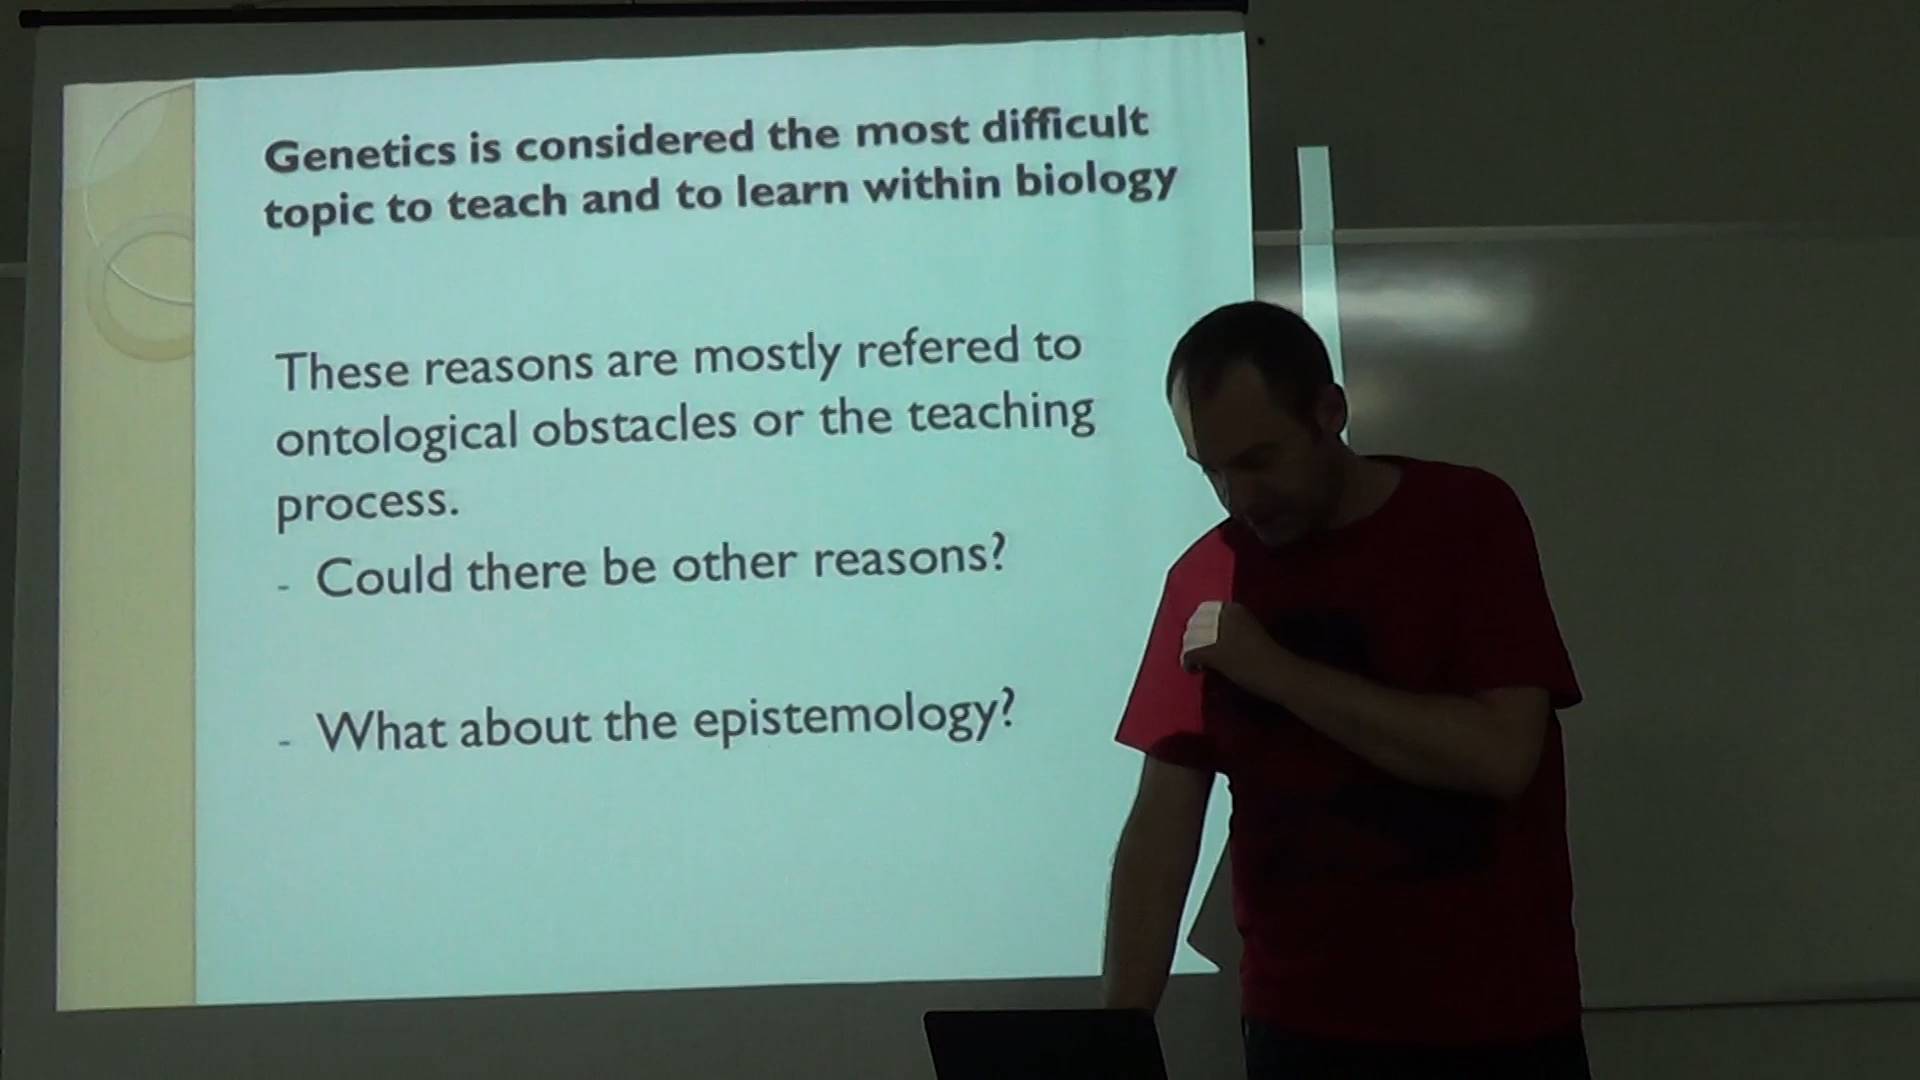 Genetics is considered the most difficult
topic to teach and to learn within biology
These reasons are mostly refered to
ontological obstacles or the teaching
process.
- Could there be other reasons?
- What about the epistemology?